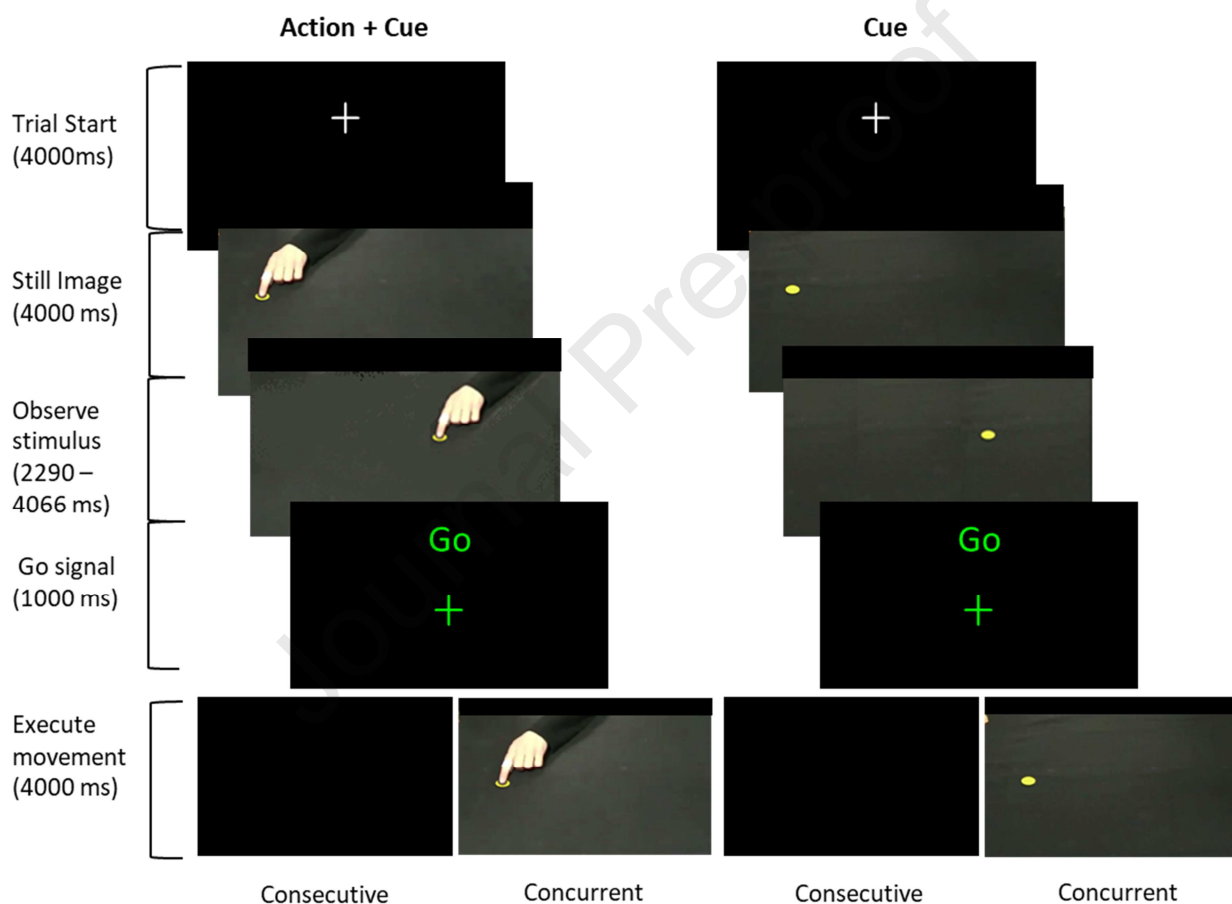 Action + Cue
Cue
Trial Start
(4000ms)
Still Image
(4000 ms)
Observe
stimulus
(2290 –
4066 ms)
Go signal
(1000 ms)
Go
Go
Execute
movement
(4000 ms)
Consecutive
Concurrent
Consecutive
Concurrent
Journal Pre-proof